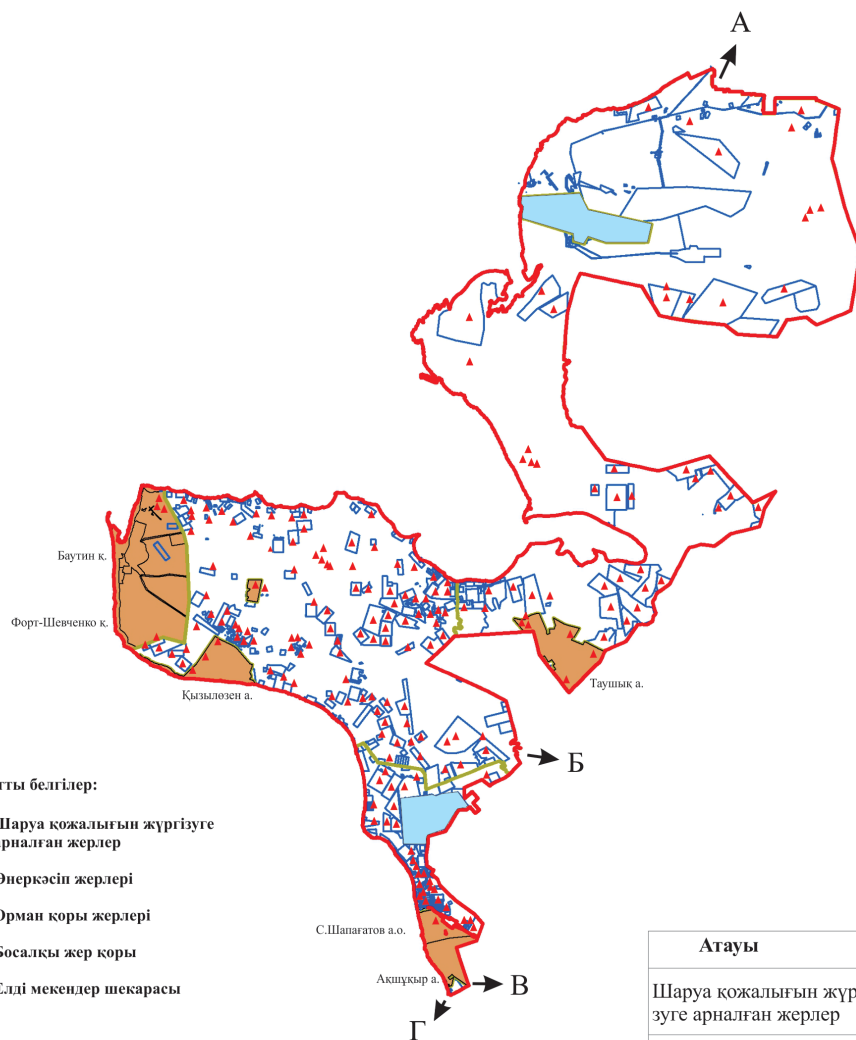 А
Баутин қ.
Форт-Шевченко қ.
Қызылөзен а.
Таушық а.
Б
тты белгілер:
Шаруа қожалығын жүргізуге
арналған жерлер
Өнеркәсіп жерлері
Орман қоры жерлері
Босалқы жер қоры
Елді мекендер шекарасы
С.Шапағатов а.о.
Ақшұқыр а.
В
Г
Атауы
Шаруа қожалығын жүр
зуге арналған жерлер